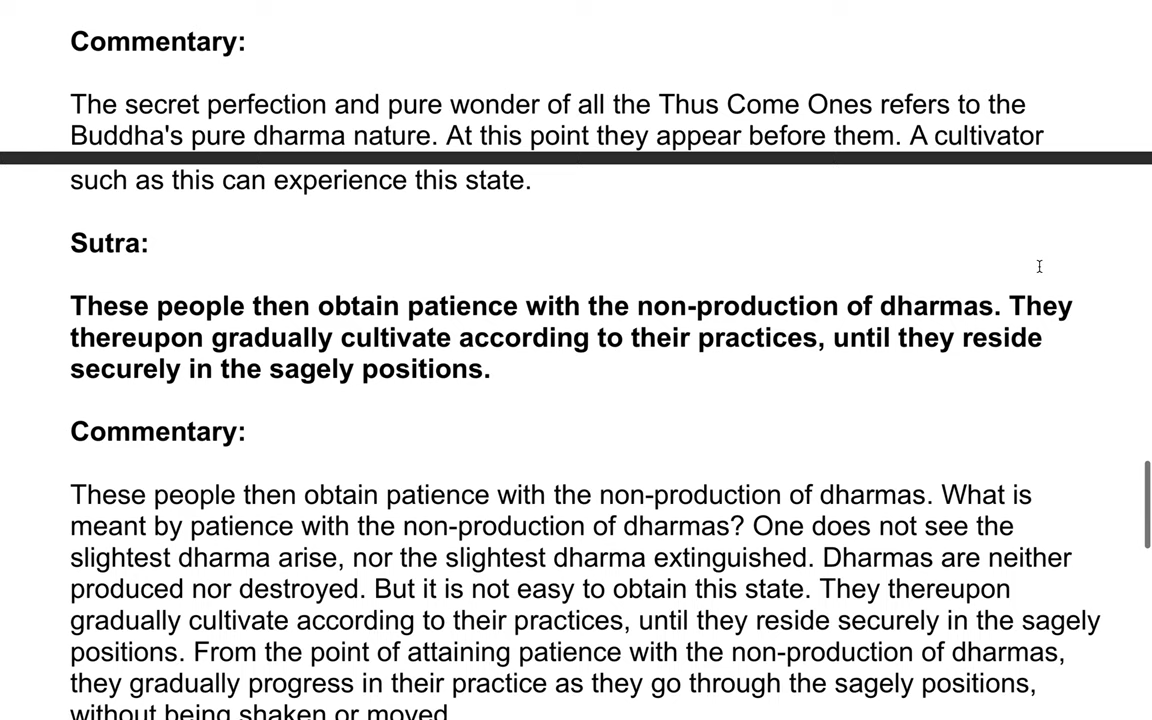 Commentary:
The secret perfection and pure wonder of all the Thus Come Ones refers to the
Buddha's pure dharma nature. At this point they appear before them. A cultivator
such as this can experience this state.
Sutra:
These people then obtain patience with the non-production of dharmas. They
thereupon gradually cultivate according to their practices, until they reside
securely in the sagely positions.
Commentary:
These people then obtain patience with the non-production of dharmas. What is
meant by patience with the non-production of dharmas? One does not see the
slightest dharma arise, nor the slightest dharma extinguished. Dharmas are neither
produced nor destroyed. But it is not easy to obtain this state. They thereupon
gradually cultivate according to their practices, until they reside securely in the sagely
positions. From the point of attaining patience with the non-production of dharmas,
they gradually progress in their practice as they go through the sagely positions,
without being shaken or moved